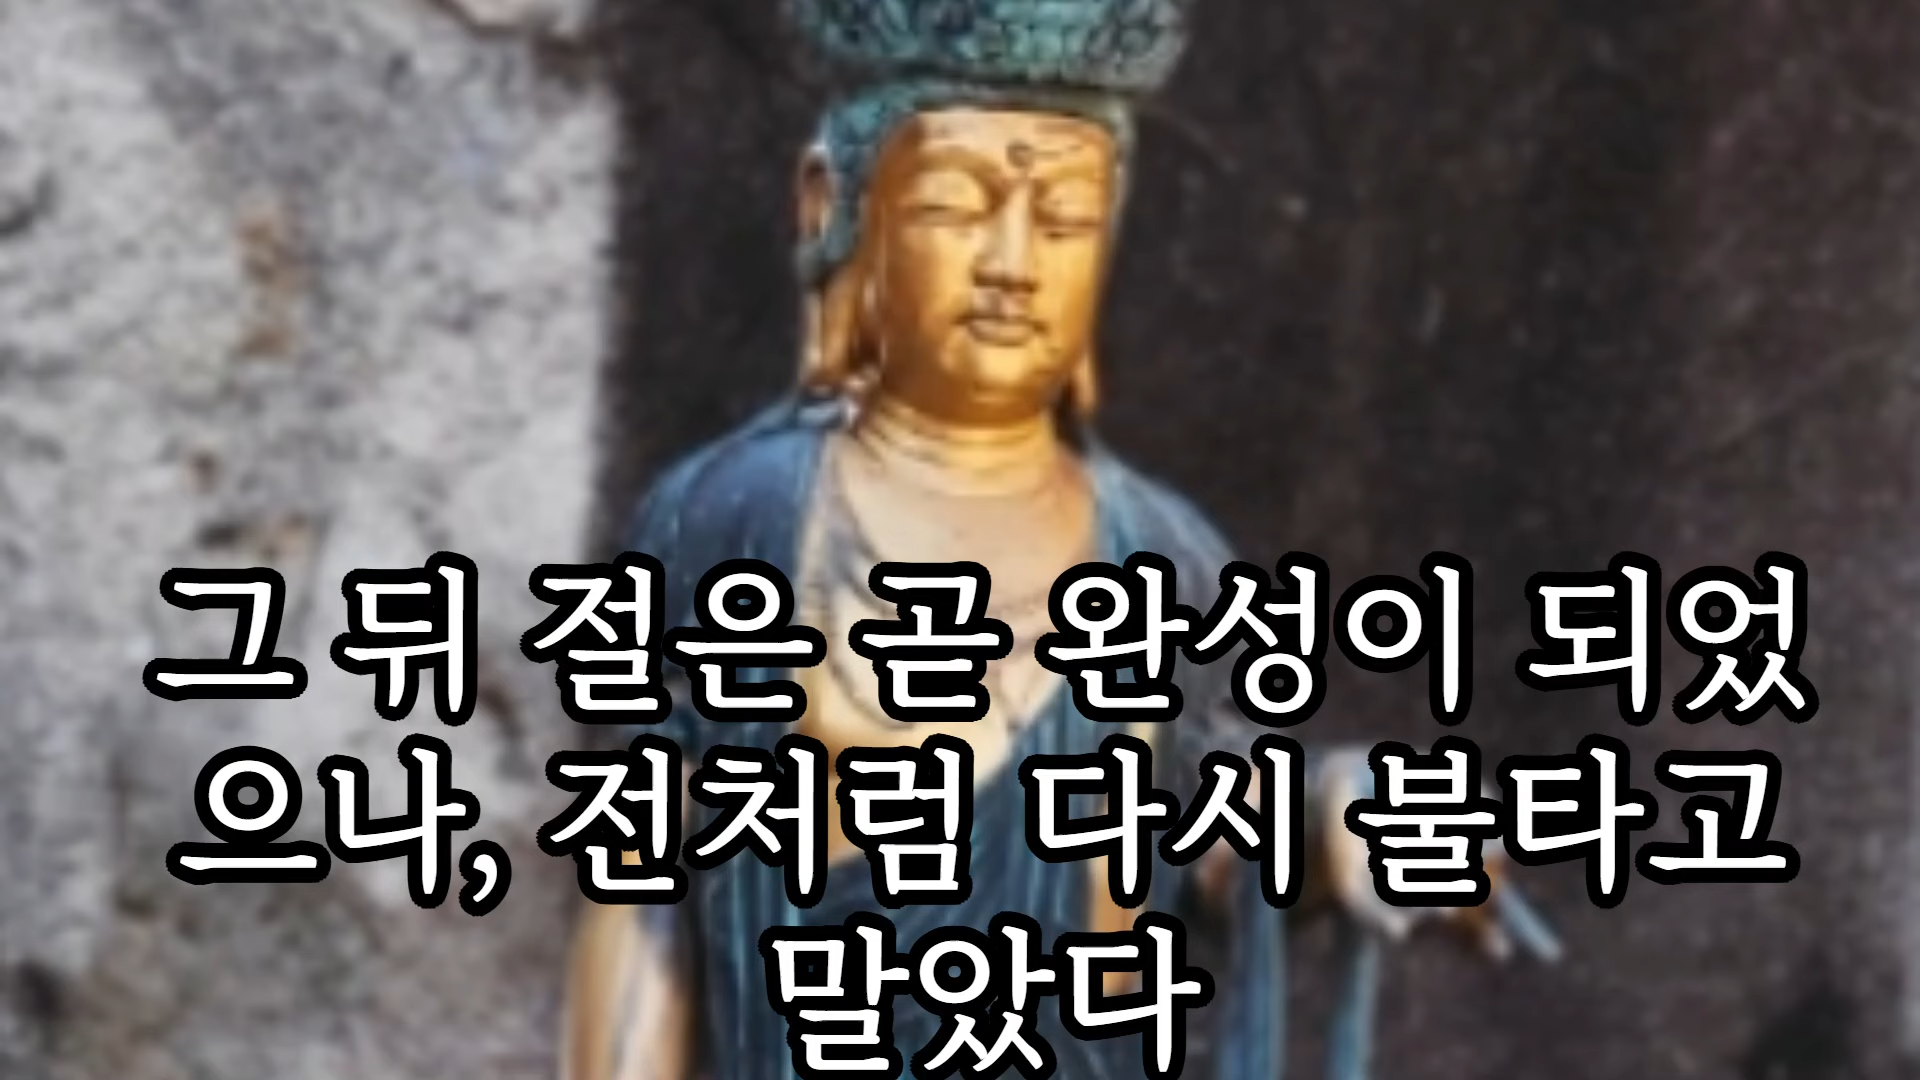 그 뒤 절은 곧 완성이 되었
으나, 전처럼 다시 불타고
말았다